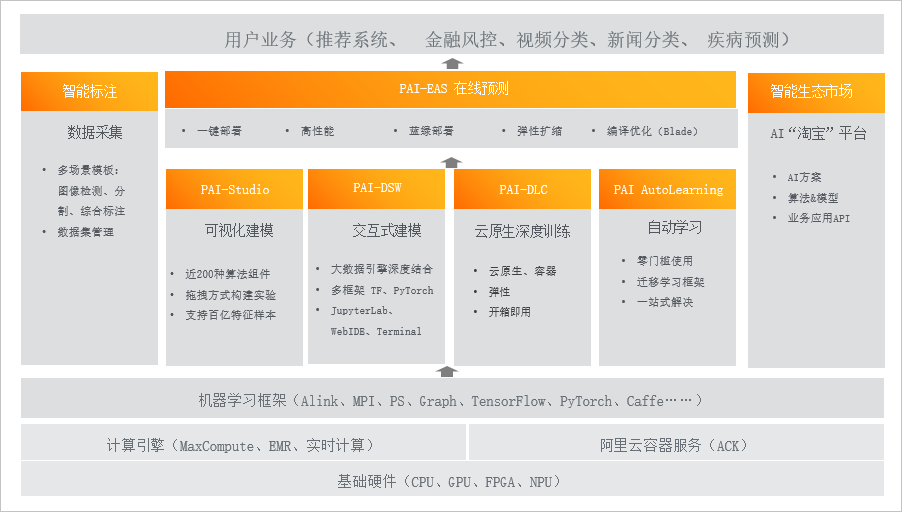 用户业务（推荐系统、 金融风控、视频分类、新闻分类、 疾病预测）
智能标注
数据采集
• 多场景模板：
图像检测、分
割、综合标注
• 数据集管理
PAI-EAS 在线预测
• 一键部署
• 高性能
• 蓝绿部署
• 弹性扩缩
• 编译优化（Blade）
PAI-Studio
可视化建模
• 近200种算法组件
• 拖拽方式构建实验
• 支持百亿特征样本
PAI-DSW
交互式建模
• 大数据引擎深度结合
• 多框架 TF、PyTorch
• JupyterLab、
WebIDE、Terminal
PAI-DLC
云原生深度训练
• 云原生、容器
• 弹性
• 开箱即用
PAI AutoLearning
自动学习
• 零门槛使用
• 迁移学习框架
• 一站式解决
智能生态市场
AI“淘宝”平台
• AI方案
• 算法&模型
• 业务应用API
机器学习框架（Alink、MPI、PS、Graph、TensorFlow、PyTorch、Caffe……）
计算引擎（MaxCompute、EMR、实时计算）
阿里云容器服务（ACK）
基础硬件（CPU、GPU、FPGA、NPU）